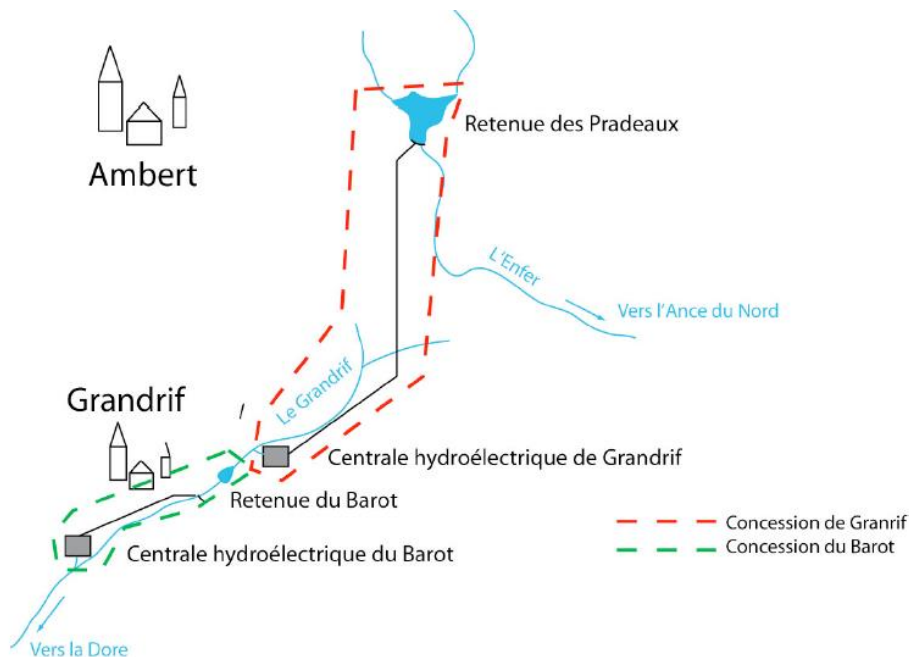 Ambert
Retenue des Pradeaux
L'Enfer
Vers l'Ance du Nord
Le Grandrif
Grandrif
Centrale hydroélectrique de Grandrif
Retenue du Barot
Centrale hydroélectrique du Barot
Concession de Granrif
Concession du Barot
Vers la Dore